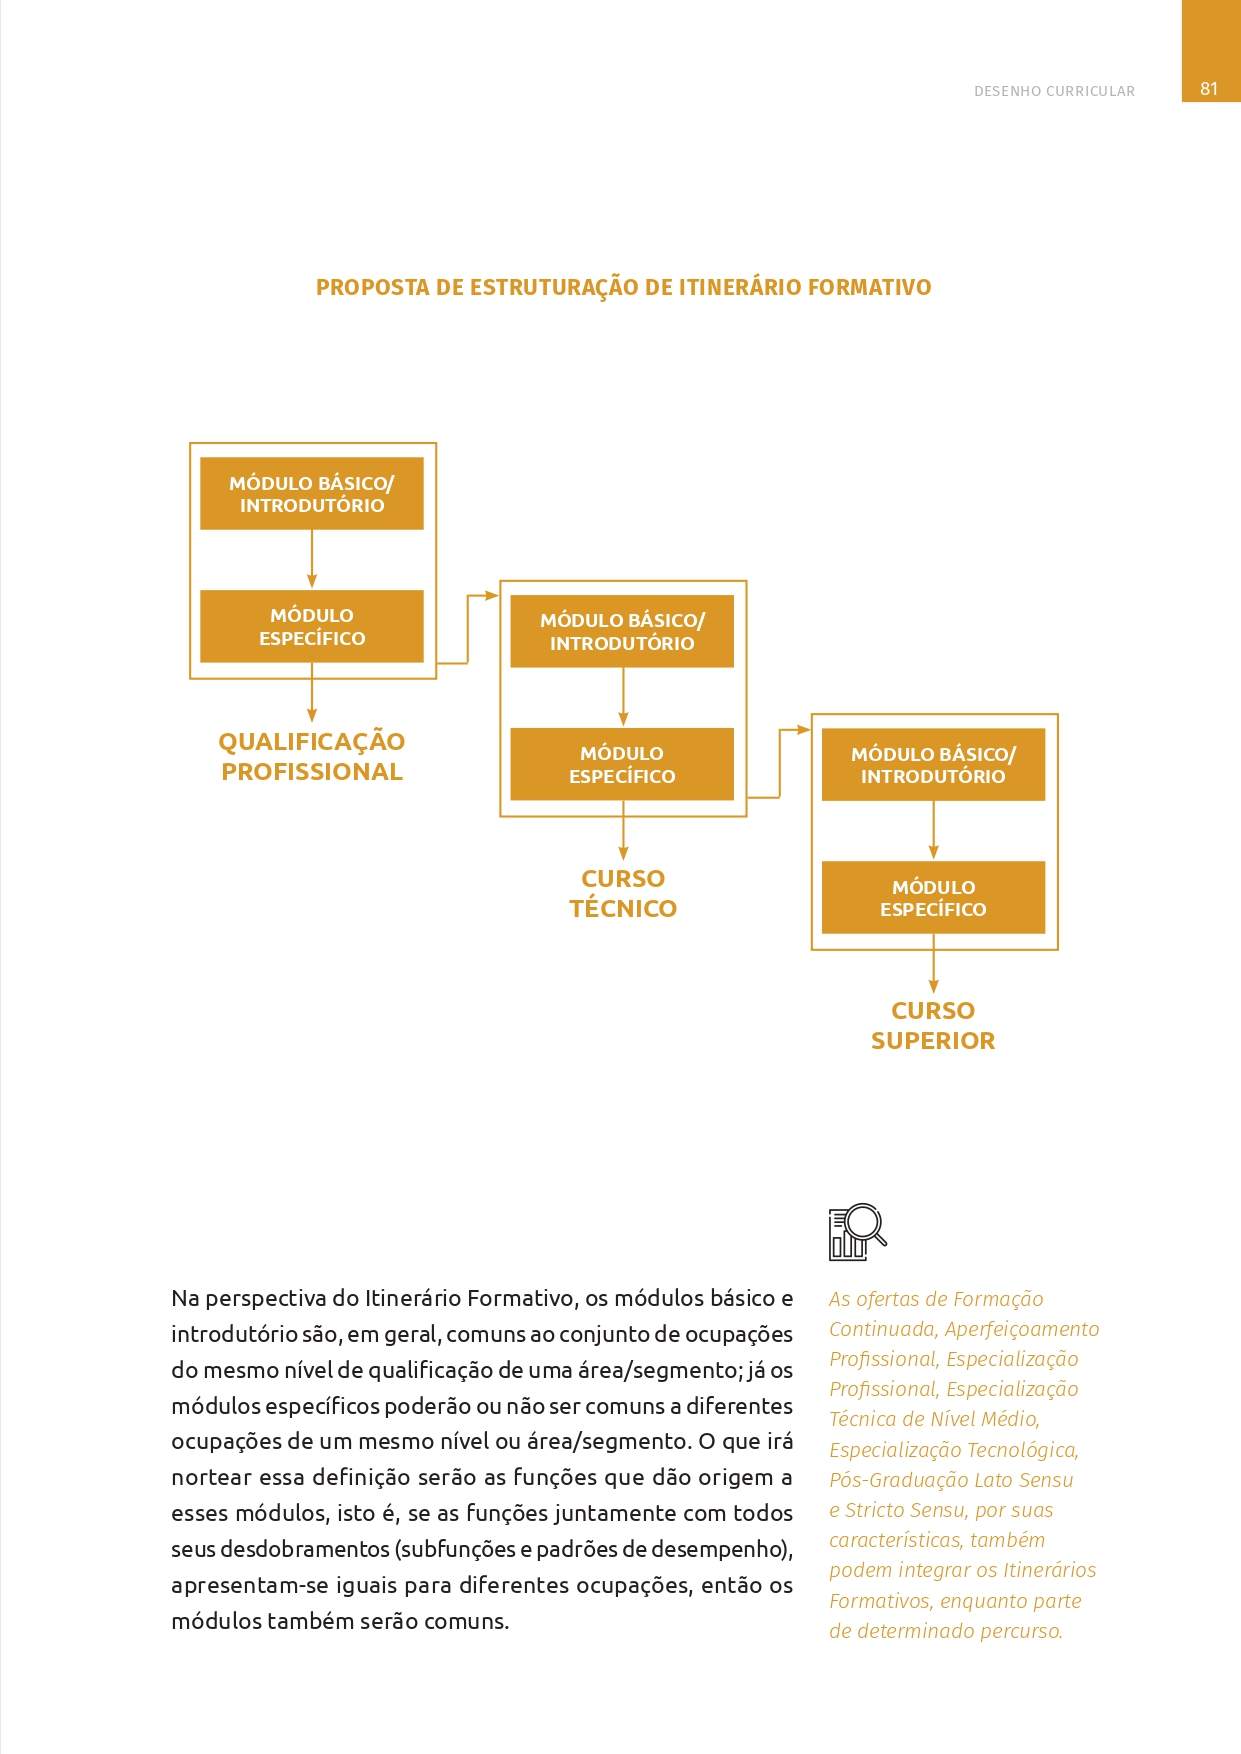 DESENHO CURRICULAR
81
PROPOSTA DE ESTRUTURAÇÃO DE ITINERÁRIO FORMATIVO
MÓDULO BÁSICO/
INTRODUTÓRIO
MÓDULO
ESPECÍFICO
QUALIFICAÇÃO
PROFISSIONAL
MÓDULO BÁSICO/
INTRODUTÓRIO
MÓDULO
ESPECÍFICO
CURSO
TÉCNICO
MÓDULO BÁSICO/
INTRODUTÓRIO
MÓDULO
ESPECÍFICO
CURSO
SUPERIOR
Na perspectiva do Itinerário Formativo, os módulos básico e
introdutório são, em geral, comuns ao conjunto de ocupações
do mesmo nível de qualificação de uma área/segmento; já os
módulos específicos poderão ou não ser comuns a diferentes
ocupações de um mesmo nível ou área/segmento. O que irá
nortear essa definição serão as funções que dão origem a
esses módulos, isto é, se as funções juntamente com todos
seus desdobramentos (subfunções e padrões de desempenho),
apresentam-se iguais para diferentes ocupações, então os
módulos também serão comuns.
As ofertas de Formação
Continuada, Aperfeiçoamento
Profissional, Especialização
Profissional, Especialização
Técnica de Nível Médio,
Especialização Tecnológica,
Pós-Graduação Lato Sensu
e Stricto Sensu, por suas
características, também
podem integrar os Itinerários
Formativos, enquanto parte
de determinado percurso.